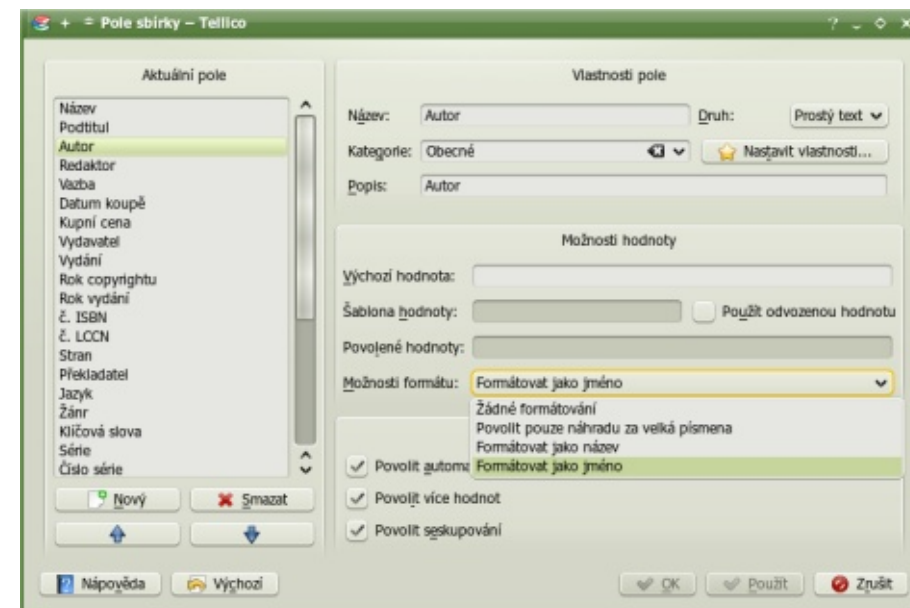 Pole sbírky – Tellico
Aktuální pole
Název
Podtitul
Autor
Redaktor
Vazba
Datum koupě
Kupní cena
Vydavatel
Vydání
Rok copyrightu
Rok vydání
č. ISBN
č. LCCN
Stran
Překladatel
Jazyk
Žánr
Klíčová slova
Série
Číslo série
Nový
Smazat
Vlastnosti pole
Název: Autor Druh: Prostý text
Kategorie: Obecné Nastavit vlastnosti...
Popis: Autor
Možnosti hodnoty
Výchozí hodnota:
Šablona hodnoty: Použít odvozenou hodnotu
Povolené hodnoty:
Možnosti formátu: Formátovat jako jméno
Žádné formátování
Povolit pouze náhradu za velká písmena
Formátovat jako název
Formátovat jako jméno
Povolit automa
Povolit více hodnot
Povolit seskupování
Nápověda Výchozí OK Použít Zrušit